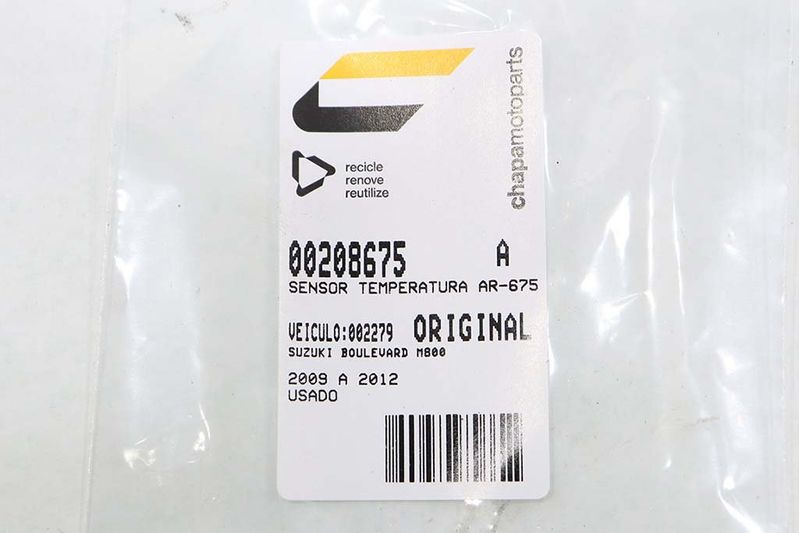 chapamotoparts
recicle
renove
reutilize
00208675 A
SENSOR TEMPERATURA AR-675
VEICULO:002279 ORIGINAL
SUZUKI BOULEVARD M800
2009 A 2012
USADO